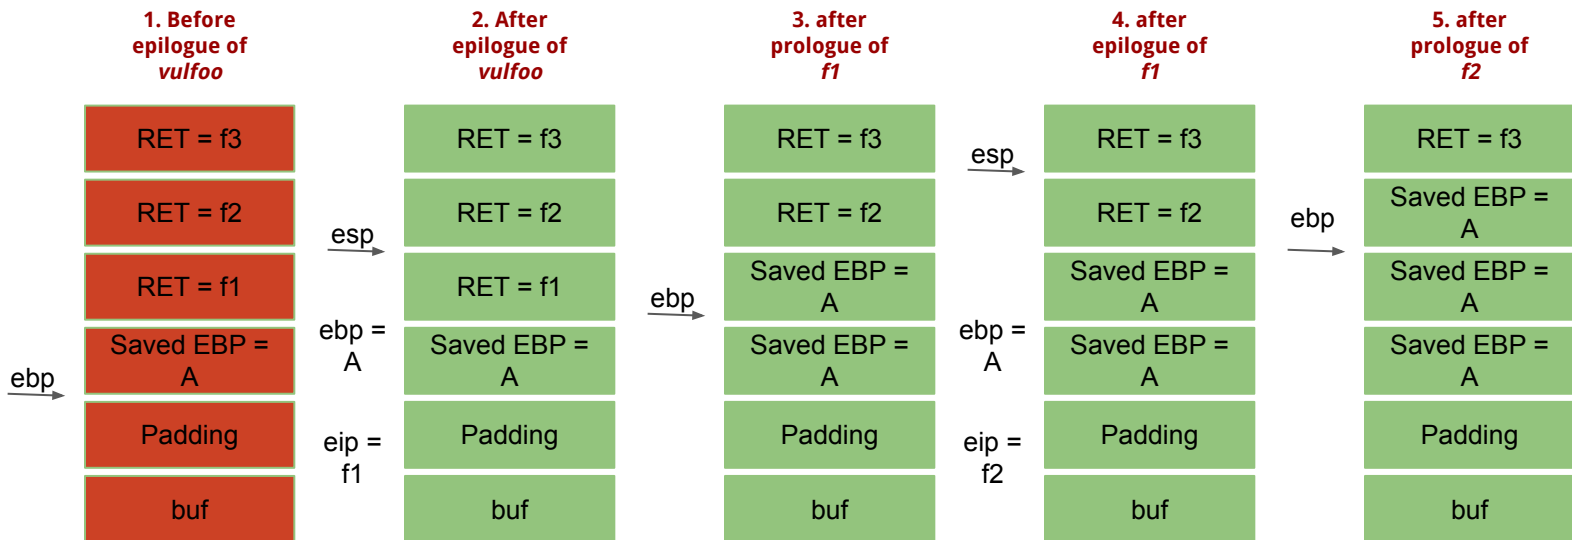 1. Before
epilogue of
vulfoo
2. After
epilogue of
vulfoo
3. after
prologue of
f1
4. after
epilogue of
f1
5. after
prologue of
f2
RET = f3
RET = f2
RET = f1
Saved EBP =
A
Padding
buf
ebp
RET = f3
RET = f2
RET = f1
Saved EBP =
A
Padding
buf
esp
ebp =
A
eip =
f1
RET = f3
RET = f2
Saved EBP =
A
Saved EBP =
A
Padding
buf
ebp
RET = f3
RET = f2
Saved EBP =
A
Saved EBP =
A
Padding
buf
esp
ebp =
A
eip =
f2
RET = f3
Saved EBP =
A
Saved EBP =
A
Saved EBP =
A
Padding
buf
ebp